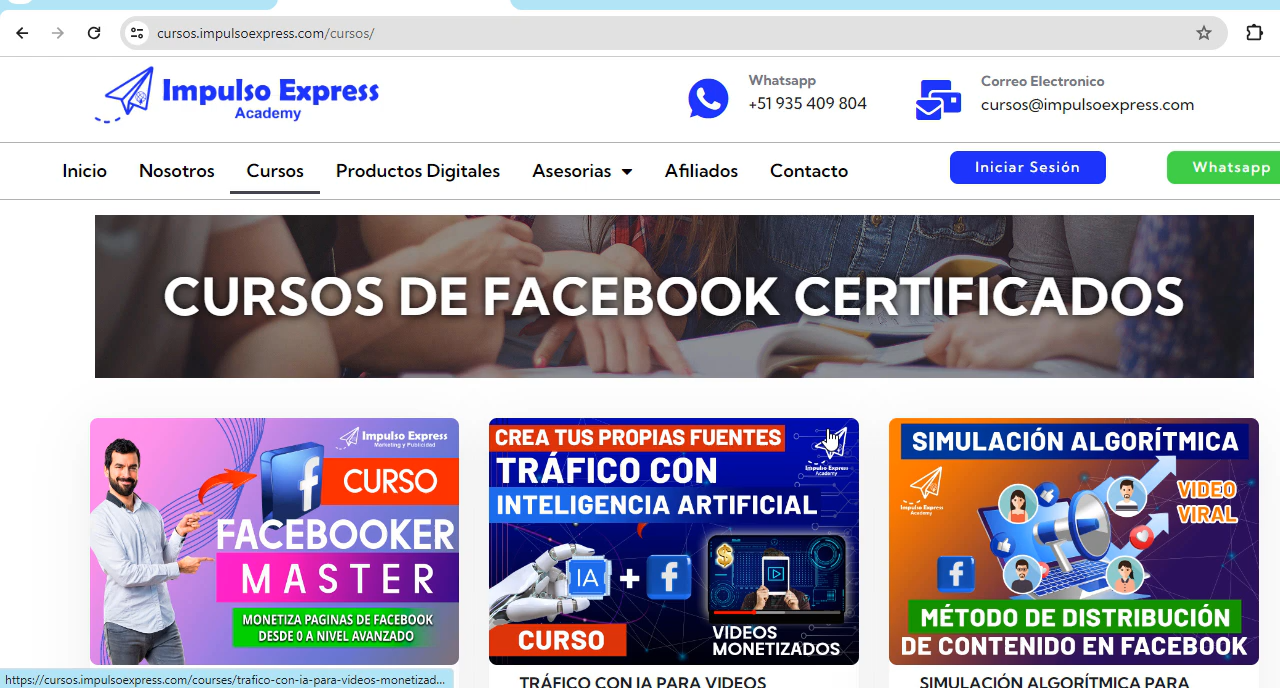 cursos.impulsoexpress.com/cursos/
Impulso Express
Academy
Whatsapp
+51 935 409 804
Correo Electronico
cursos@impulsoexpress.com
Inicio
Nosotros
Cursos
Productos Digitales
Asesorias
Afiliados
Contacto
Iniciar Sesión
Whatsapp
CURSOS DE FACEBOOK CERTIFICADOS
Impulso Express
Marketing y Publicidad
CURSO
FACEBOOKER
MASTER
MONETIZA PAGINAS DE FACEBOOK
DESDE 0 A NIVEL AVANZADO
CREA TUS PROPIAS FUENTES
Impulso Express
Academy
TRÁFICO CON
INTELIGENCIA ARTIFICIAL
IA + f
CURSO
VIDEOS
MONETIZADOS
SIMULACIÓN ALGORÍTMICA
Impulso Express
Academy
VIDEO
VIRAL
MÉTODO DE DISTRIBUCIÓN
DE CONTENIDO EN FACEBOOK
https://cursos.impulsoexpress.com/courses/trafico-con-ia-para-videos-monetizad...
TRÁFICO CON IA PARA VIDEOS
SIMULACIÓN ALGORÍTMICA PARA